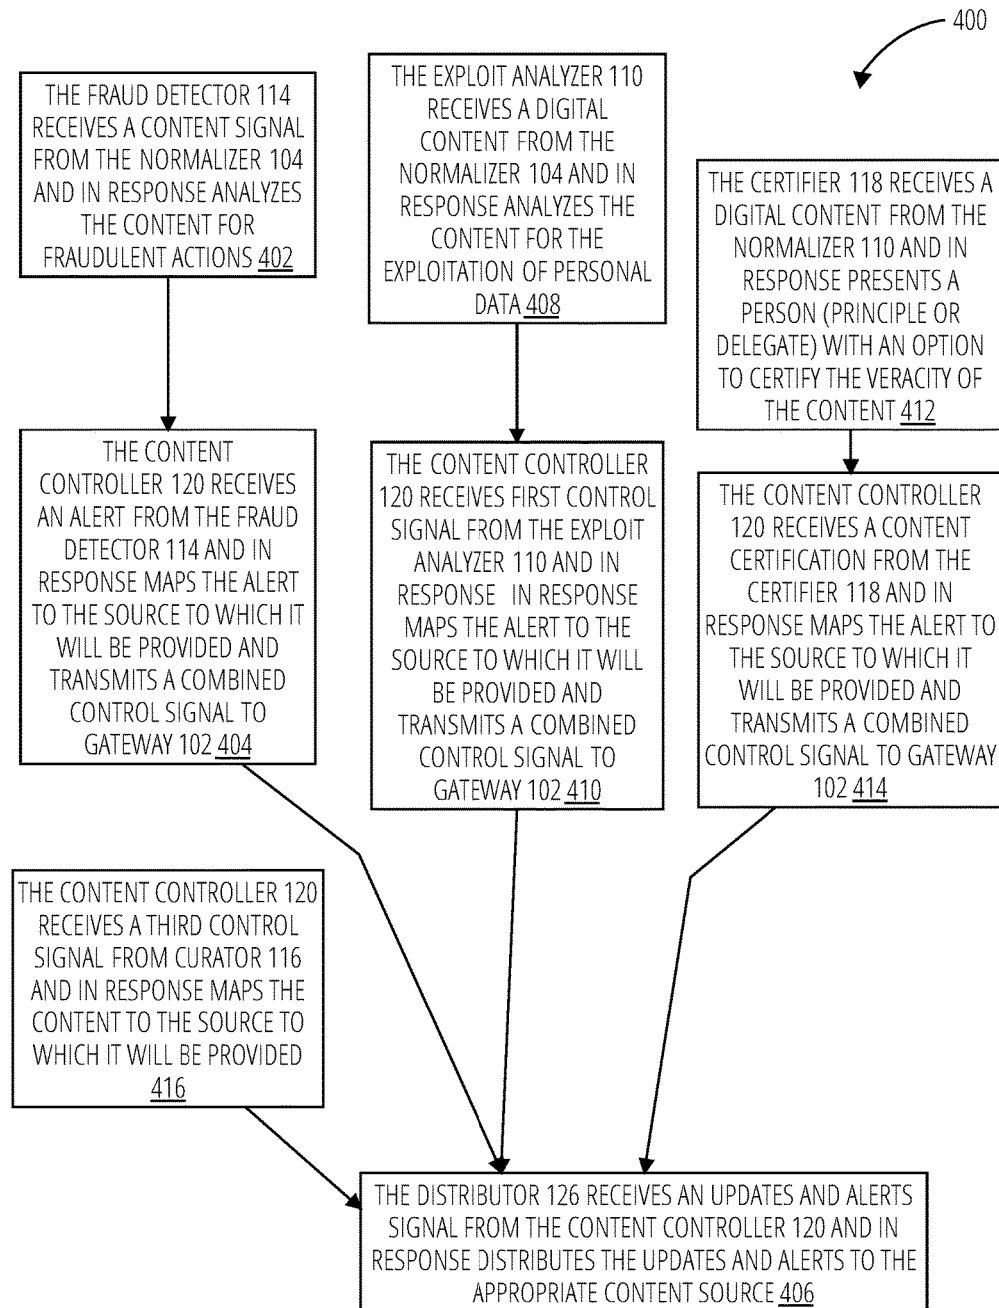 400
THE FRAUD DETECTOR 114
RECEIVES A CONTENT SIGNAL
FROM THE NORMALIZER 104
AND IN RESPONSE ANALYZES
THE CONTENT FOR
FRAUDULENT ACTIONS 402
THE EXPLOIT ANALYZER 110
RECEIVES A DIGITAL
CONTENT FROM THE
NORMALIZER 104 AND IN
RESPONSE ANALYZES THE
CONTENT FOR THE
EXPLOITATION OF PERSONAL
DATA 408
THE CERTIFIER 118 RECEIVES A
DIGITAL CONTENT FROM THE
NORMALIZER 110 AND IN
RESPONSE PRESENTS A
PERSON (PRINCIPLE OR
DELEGATE) WITH AN OPTION
TO CERTIFY THE VERACITY OF
THE CONTENT 412
THE CONTENT
CONTROLLER 120 RECEIVES
AN ALERT FROM THE FRAUD
DETECTOR 114 AND IN
RESPONSE MAPS THE ALERT
TO THE SOURCE TO WHICH IT
WILL BE PROVIDED AND
TRANSMITS A COMBINED
CONTROL SIGNAL TO
GATEWAY 102 404
THE CONTENT CONTROLLER
120 RECEIVES FIRST CONTROL
SIGNAL FROM THE EXPLOIT
ANALYZER 110 AND IN
RESPONSE IN RESPONSE
MAPS THE ALERT TO THE
SOURCE TO WHICH IT WILL
BE PROVIDED AND
TRANSMITS A COMBINED
CONTROL SIGNAL TO
GATEWAY 102 410
THE CONTENT CONTROLLER
120 RECEIVES A CONTENT
CERTIFICATION FROM THE
CERTIFIER 118 AND IN
RESPONSE MAPS THE ALERT TO
THE SOURCE TO WHICH IT
WILL BE PROVIDED AND
TRANSMITS A COMBINED
CONTROL SIGNAL TO GATEWAY
102 414
THE CONTENT CONTROLLER 120
RECEIVES A THIRD CONTROL
SIGNAL FROM CURATOR 116
AND IN RESPONSE MAPS THE
CONTENT TO THE SOURCE TO
WHICH IT WILL BE PROVIDED
416
THE DISTRIBUTOR 126 RECEIVES AN UPDATES AND ALERTS
SIGNAL FROM THE CONTENT CONTROLLER 120 AND IN
RESPONSE DISTRIBUTES THE UPDATES AND ALERTS TO THE
APPROPRIATE CONTENT SOURCE 406